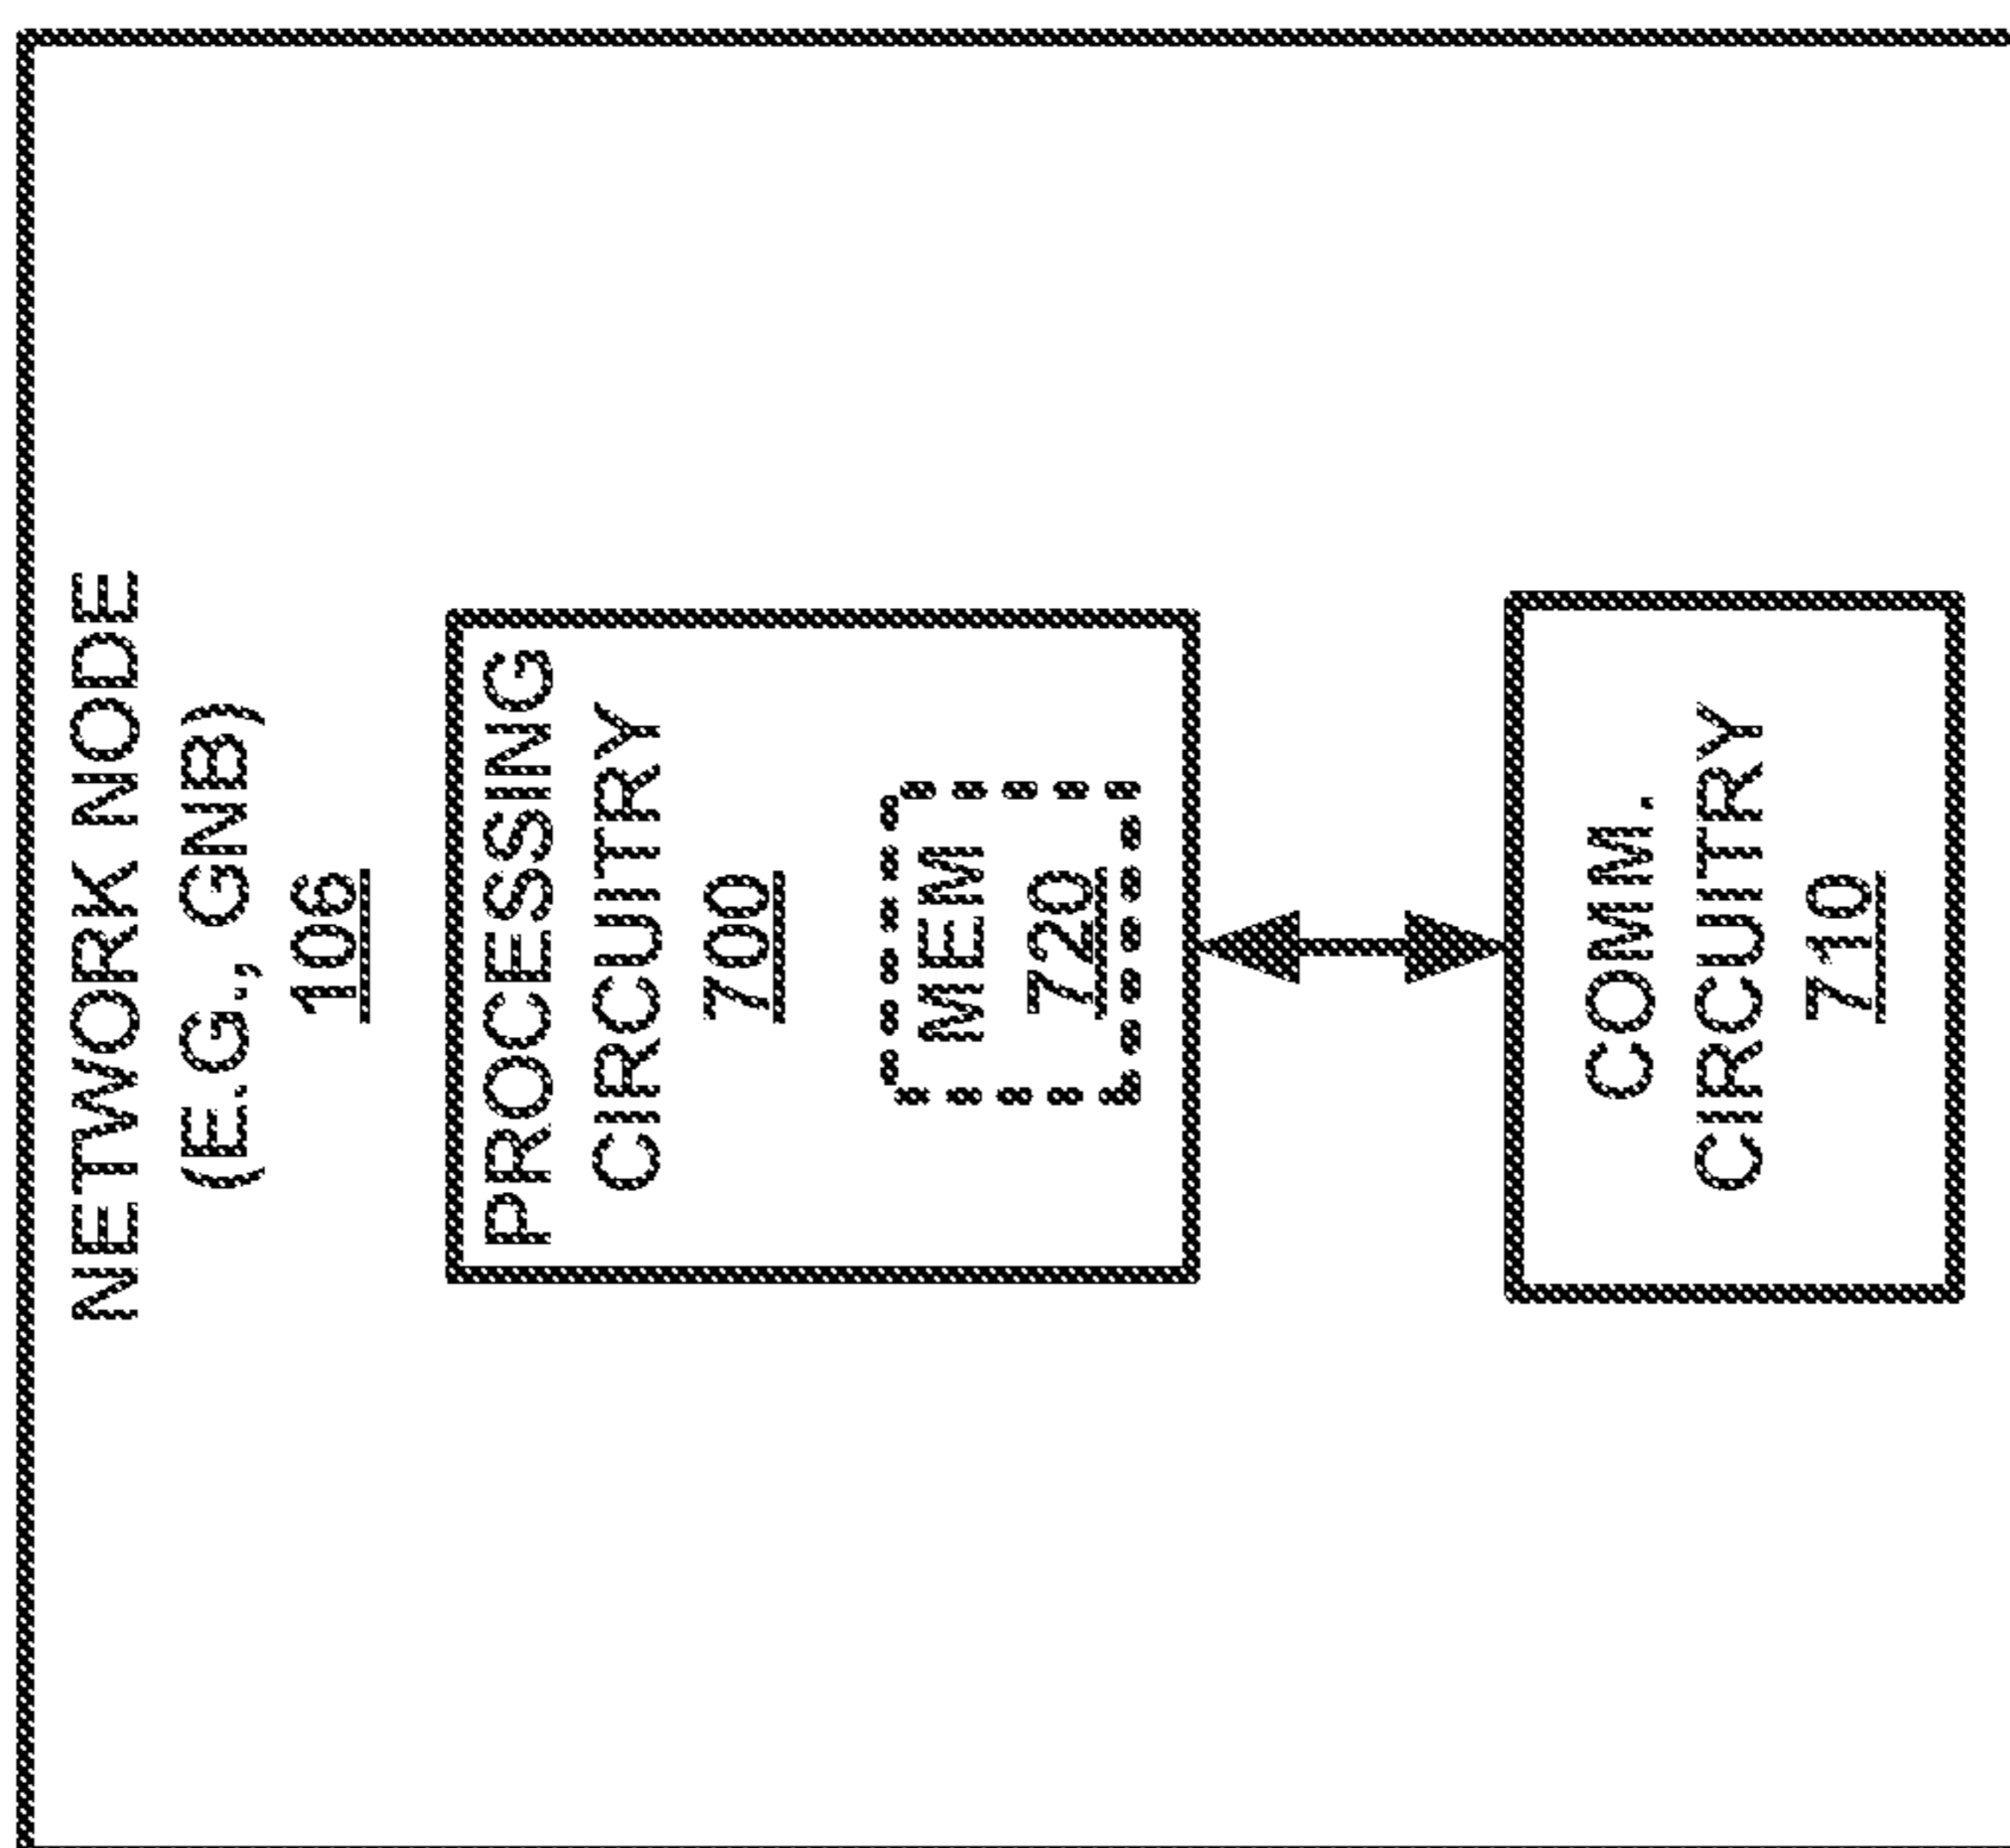 NETWORK NODE
(E.G., GNB)
106
PROCESSING
CIRCUITRY
700
MEM
720
COMM.
CIRCUITRY
710